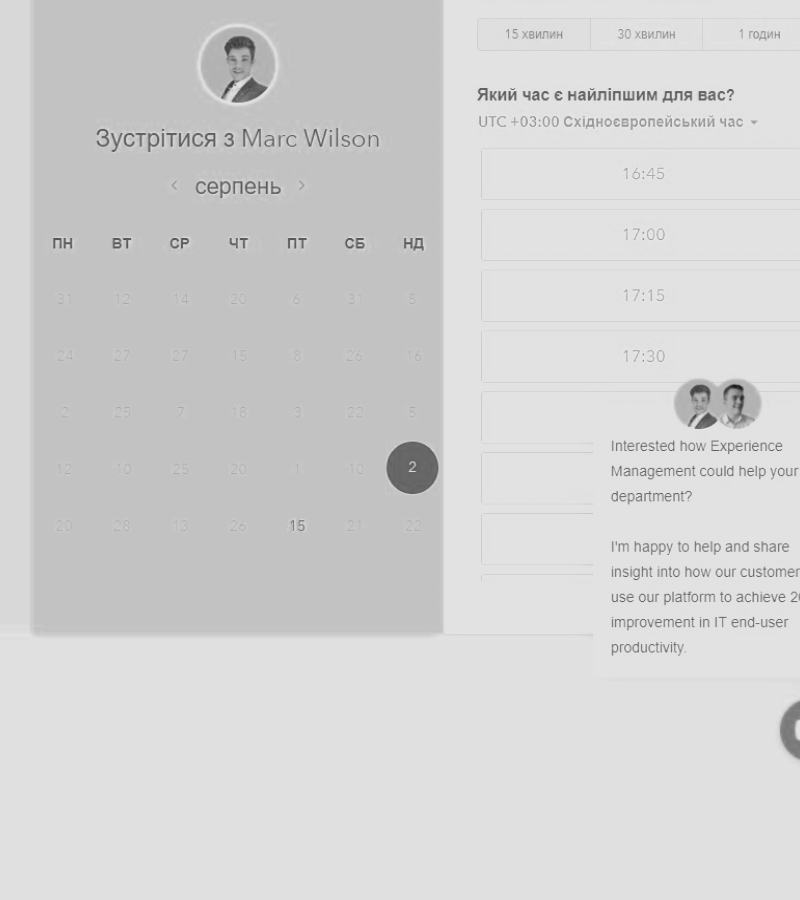 Зустрітися з Marc Wilson
серпень
ПН ВТ СР ЧТ ПТ СБ НД
31 12 14 20 6 31 5
24 27 27 15 8 26 16
2 25 7 18 3 22 5
12 10 25 20 1 10 2
20 28 13 26 15 21 22
15 хвилин 30 хвилин 1 годин
Який час є найліпшим для вас?
UTC +03:00 Східноєвропейський час
16:45
17:00
17:15
17:30
Interested how Experience
Management could help your
department?
I'm happy to help and share
insight into how our customer
use our platform to achieve 20
improvement in IT end-user
productivity.